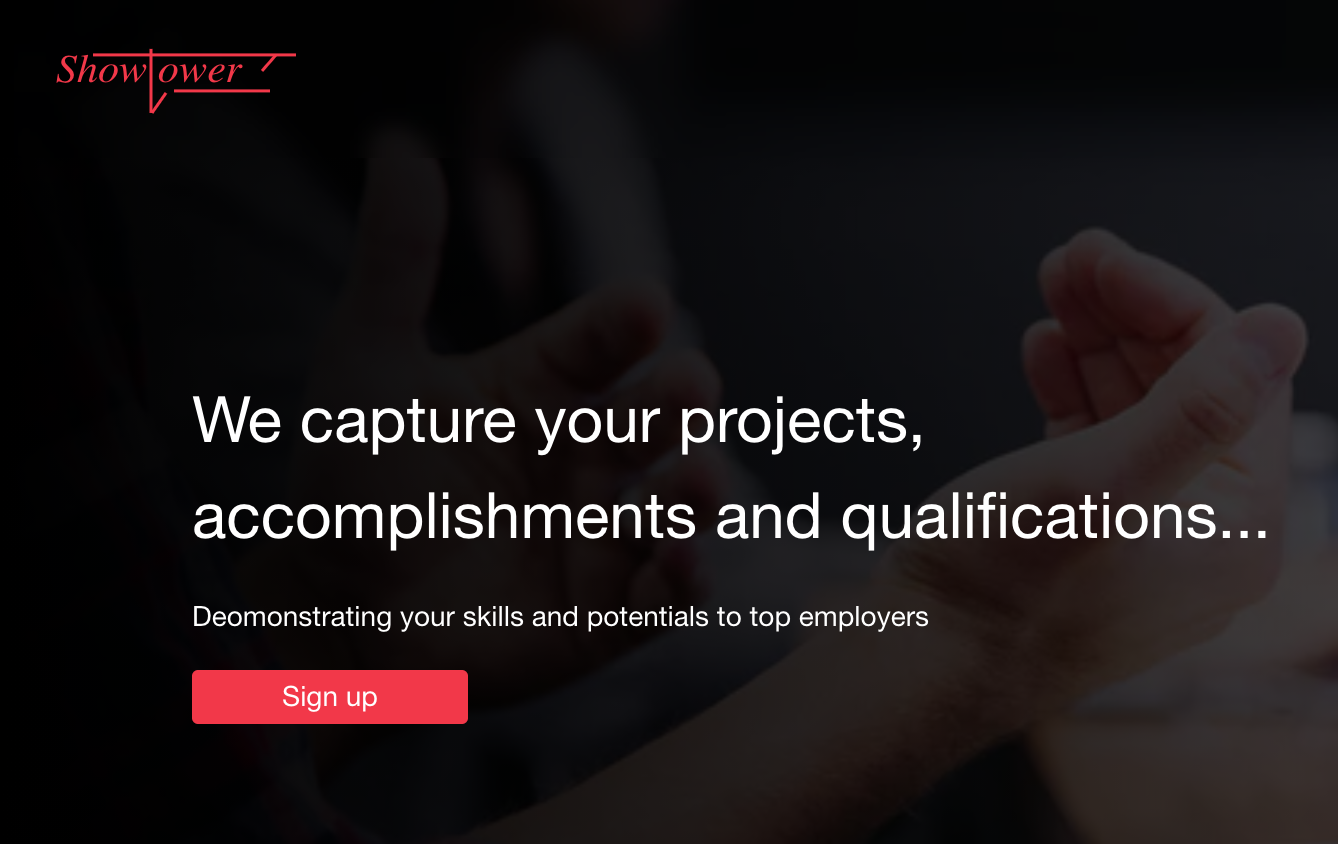 ShowTower
We capture your projects,
accomplishments and qualifications...
Deomonstrating your skills and potentials to top employers
Sign up